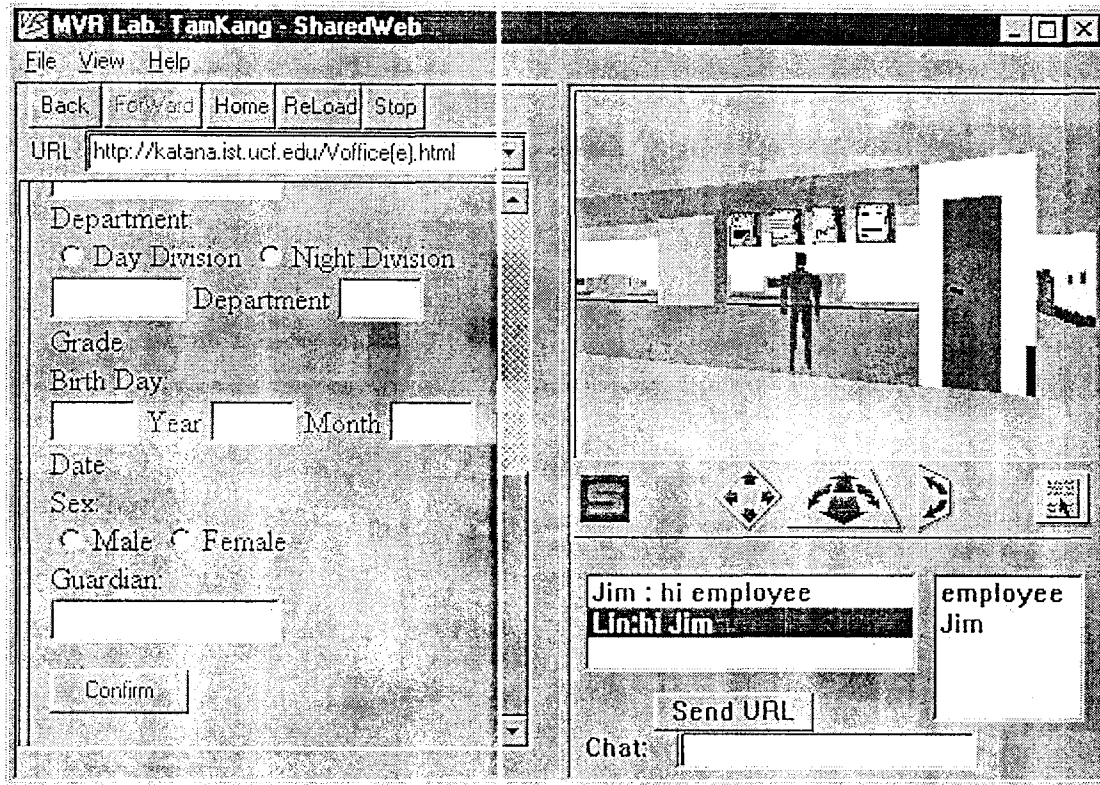 MVR Lab. TamKang - SharedWeb
File View Help
Back ForWard Home ReLoad Stop
URL http://katana.ist.ucf.edu/Voffice(e).html
Department:
Day Division Night Division
Department
Grade
Birth Day:
Year Month
Date
Sex:
Male Female
Guardian:
Confirm
S
Jim : hi employee
Lin:hi Jim
employee
Jim
Send URL
Chat: